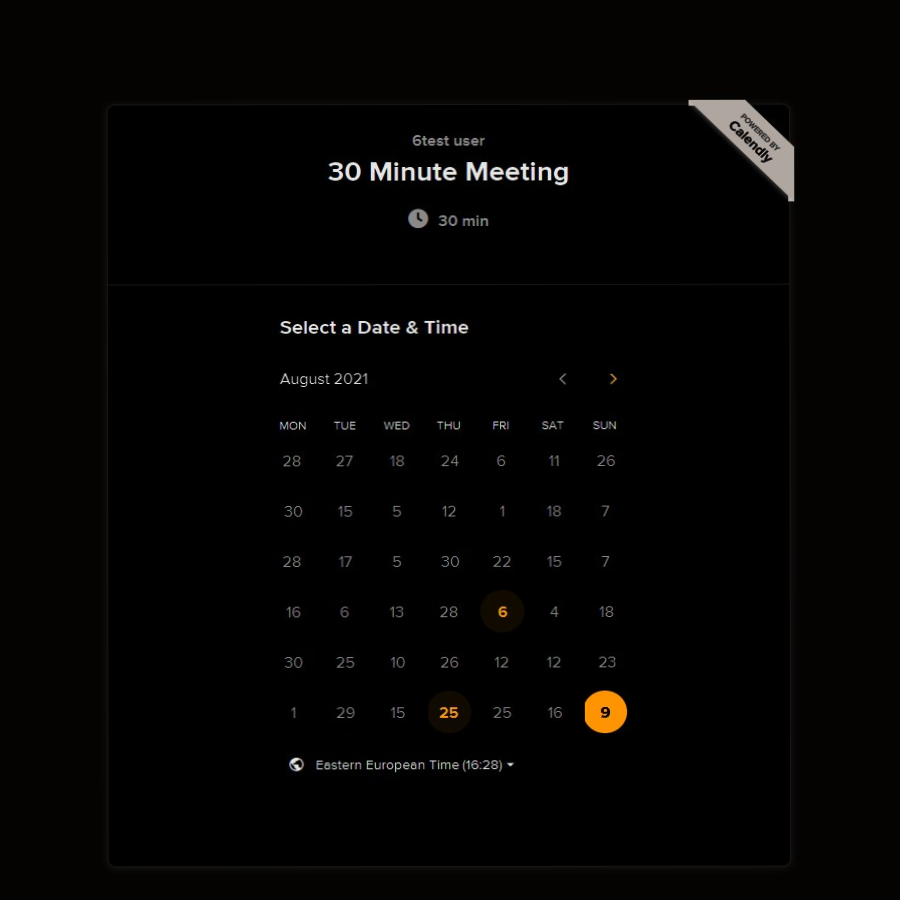 POWERED BY
Calendly
6test user
30 Minute Meeting
30 min
Select a Date & Time
August 2021
MON TUE WED THU FRI SAT SUN
28 27 18 24 6 11 26
30 15 5 12 1 18 7
28 17 5 30 22 15 7
16 6 13 28 6 4 18
30 25 10 26 12 12 23
1 29 15 25 25 16 9
Eastern European Time (16:28)